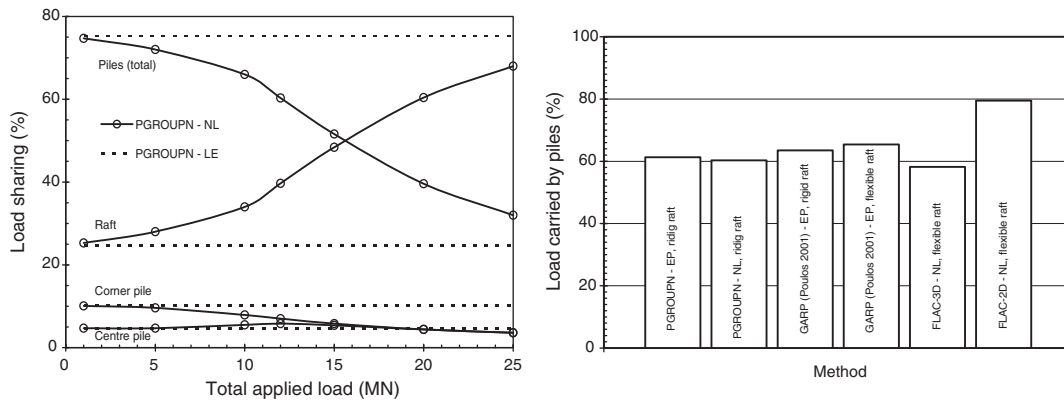 80
60
40
20
0
Load sharing (%)
Piles (total)
PGROUPN - NL
PGROUPN - LE
Raft
Corner pile
Centre pile
0 5 10 15 20 25
Total applied load (MN)
100
80
60
40
20
0
Load carried by piles (%)
PGROUPN - EP, ridig raft
PGROUPN - NL, ridig raft
GARP (Poulos 2001) - EP, rigid raft
GARP (Poulos 2001) - EP, flexible raft
FLAC-3D - NL, flexible raft
FLAC-2D - NL, flexible raft
Method